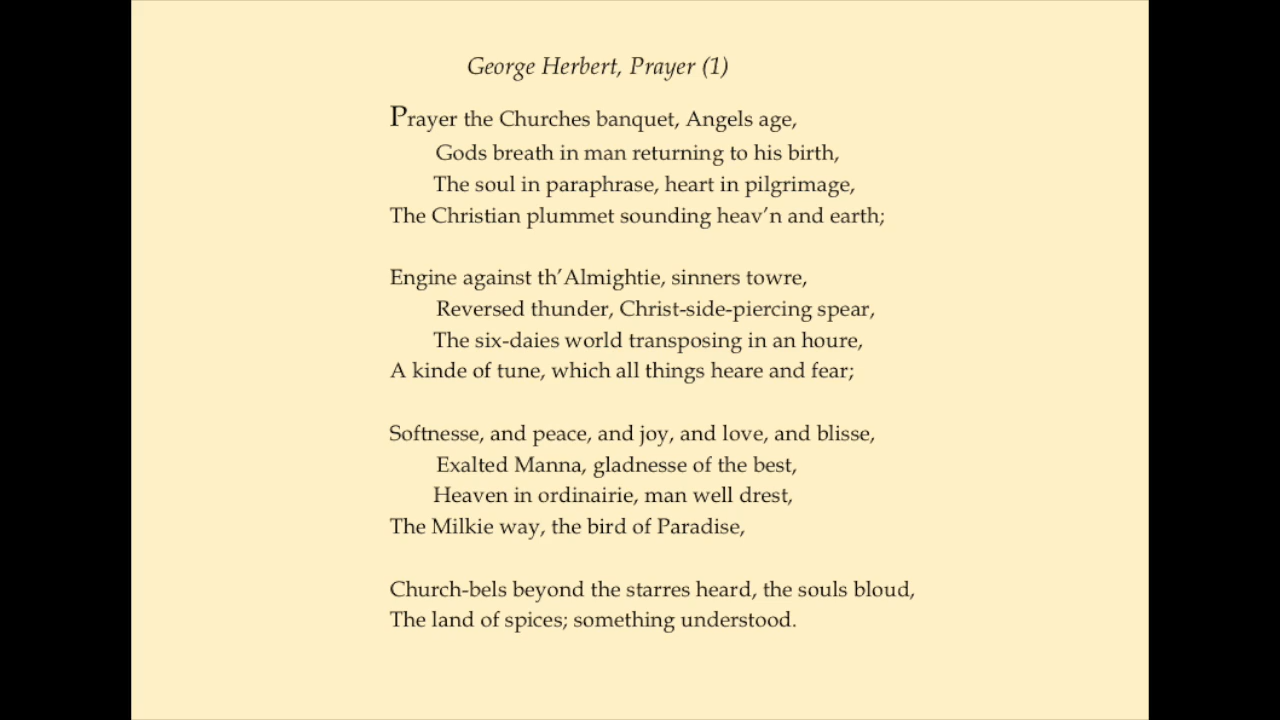 George Herbert, Prayer (1)
Prayer the Churches banquet, Angels age,
Gods breath in man returning to his birth,
The soul in paraphrase, heart in pilgrimage,
The Christian plummet sounding heav’n and earth;
Engine against th’Almightie, sinners towre,
Reversed thunder, Christ-side-piercing spear,
The six-daies world transposing in an houre,
A kinde of tune, which all things heare and fear;
Softnesse, and peace, and joy, and love, and blisse,
Exalted Manna, gladnesse of the best,
Heaven in ordinairie, man well drest,
The Milkie way, the bird of Paradise,
Church-bels beyond the starres heard, the souls bloud,
The land of spices; something understood.